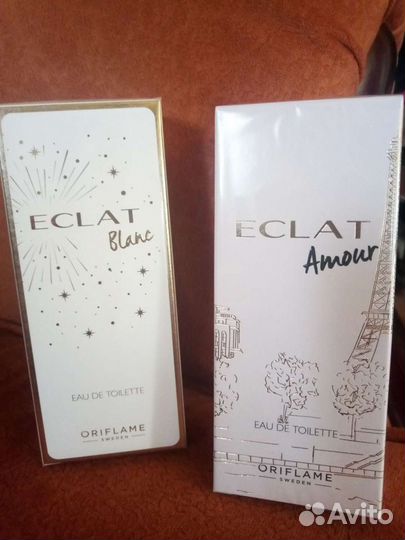 ECLAT
Blanc
EAU DE TOILETTE
ORIFLAME
SWEDEN
ECLAT
Amour
EAU DE TOILETTE
ORIFLAME
SWEDEN
Avito